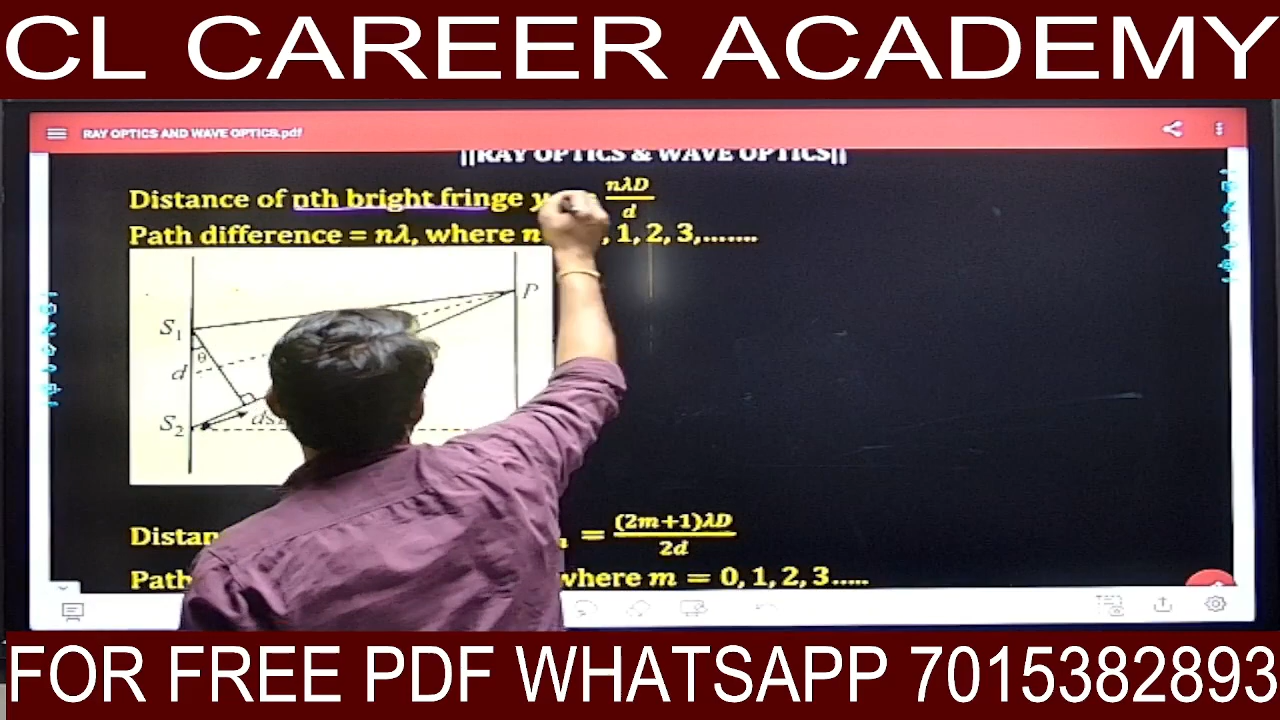 CL CAREER ACADEMY
RAY OPTICS AND WAVE OPTICS.pdf
||RAY OPTICS & WAVE OPTICS||
Distance of nth bright fringe y nλD/d
Path difference = nλ, where n , 1, 2, 3,.......
P
S₁
θ
d
S₂
= (2m+1)λD/2d
where m = 0, 1, 2, 3.....
FOR FREE PDF WHATSAPP 7015382893